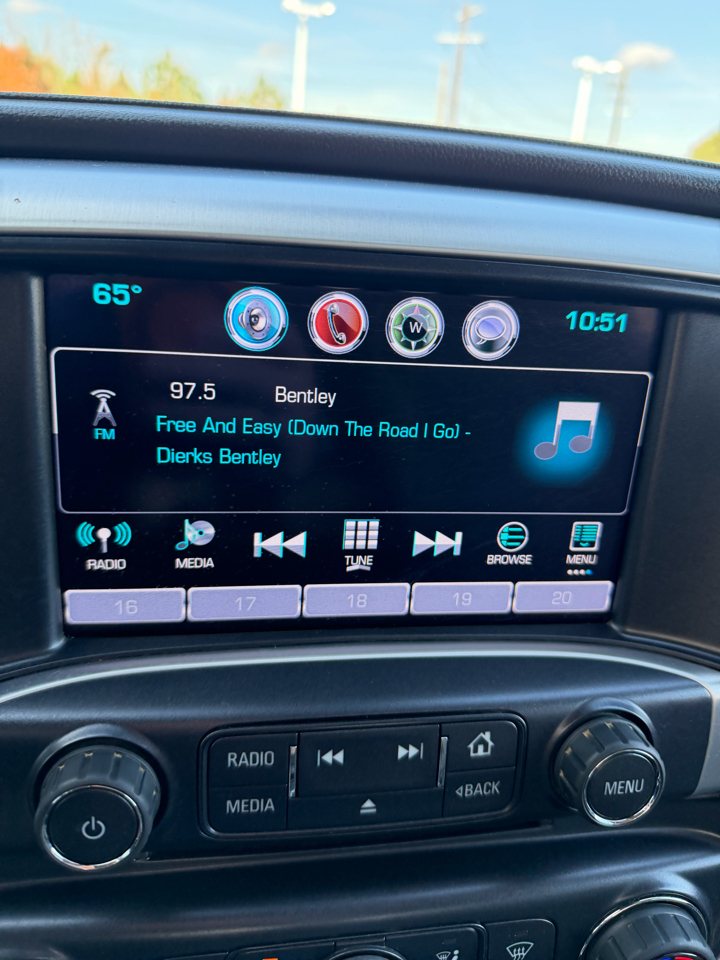 65°
W
10:51
97.5 Bentley
FM
Free And Easy (Down The Road I Go) -
Dierks Bentley
RADIO MEDIA TUNE BROWSE MENU
16 17 18 19 20
RADIO
MEDIA
BACK
MENU